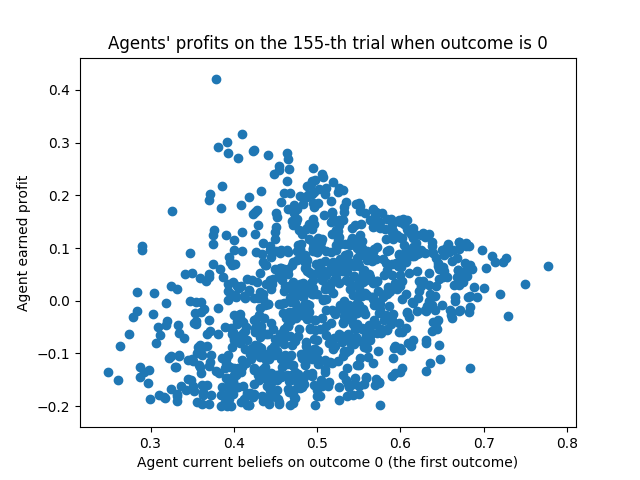 Agents' profits on the 155-th trial when outcome is 0
Agent earned profit
0.4
0.3
0.2
0.1
0.0
−0.1
−0.2
0.3 0.4 0.5 0.6 0.7 0.8
Agent current beliefs on outcome 0 (the first outcome)